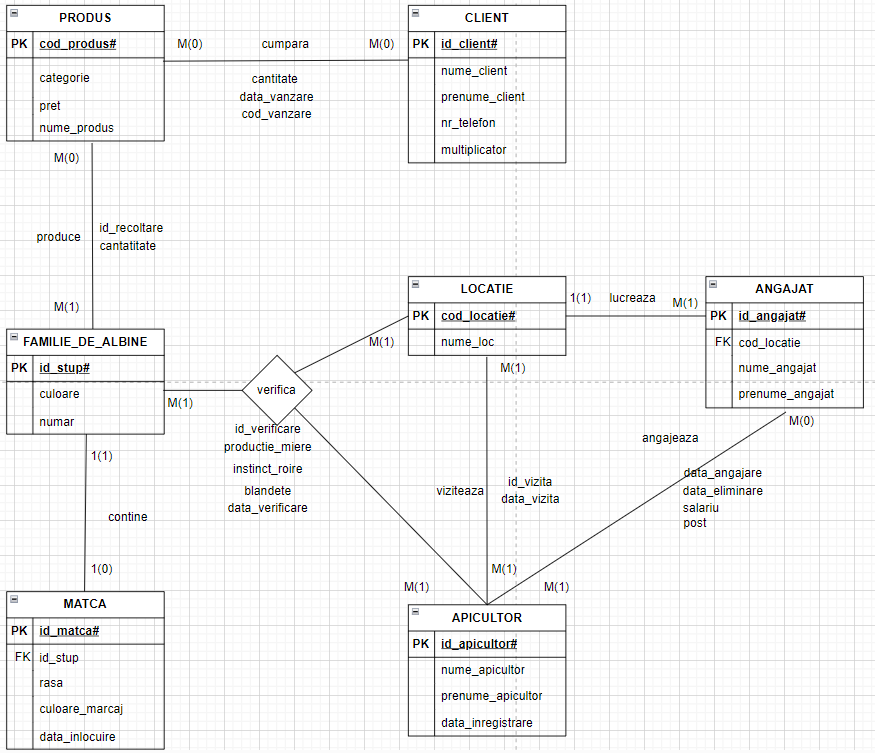 PRODUS
PK cod_produs#
categorie
pret
nume_produs
M(0) cumpara M(0)
cantitate
data_vanzare
cod_vanzare
CLIENT
PK id_client#
nume_client
prenume_client
nr_telefon
multiplicator
M(0)
produce
id_recoltare
cantatitate
M(1)
LOCATIE
PK cod_locatie#
nume_loc
1(1) lucreaza M(1)
ANGAJAT
PK id_angajat#
FK cod_locatie
nume_angajat
prenume_angajat
FAMILIE_DE_ALBINE
PK id_stup#
culoare
numar
M(1)
verifica
M(1)
id_verificare
productie_miere
instinct_roire
blandete
data_verificare
M(1)
M(1)
viziteaza
id_vizita
data_vizita
M(1)
M(0)
angajeaza
data_angajare
data_eliminare
salariu
post
M(1)
1(1)
contine
1(0)
MATCA
PK id_matca#
FK id_stup
rasa
culoare_marcaj
data_inlocuire
APICULTOR
PK id_apicultor#
nume_apicultor
prenume_apicultor
data_inregistrare